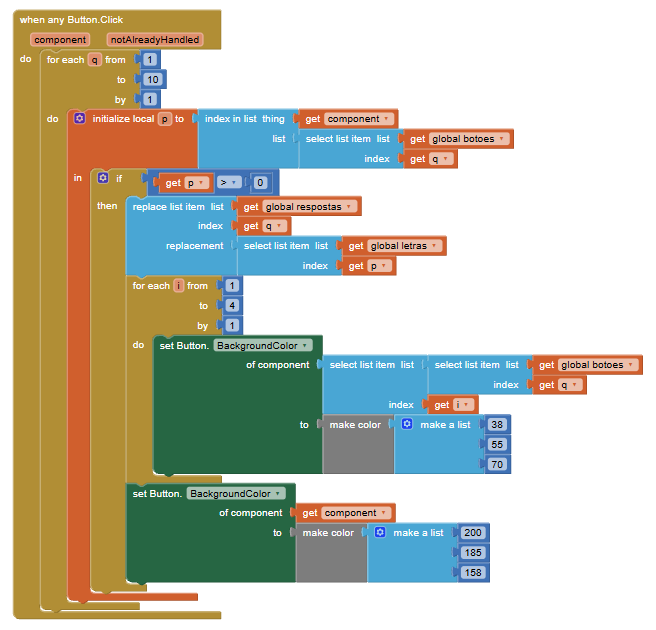 when any Button.Click
component notAlreadyHandled
do for each q from 1
to 10
by 1
do initialize local p to index in list thing get component
list select list item list get global botoes
index get q
in if get p > 0
then replace list item list get global respostas
index get q
replacement select list item list get global letras
index get p
for each i from 1
to 4
by 1
do set Button. BackgroundColor
of component select list item list select list item list get global botoes
index get q
index get i
to make color make a list 38
55
70
set Button. BackgroundColor
of component get component
to make color make a list 200
185
158